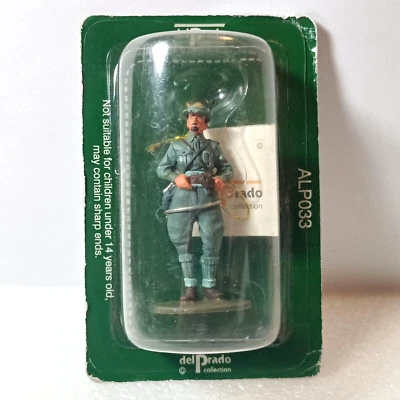 Not suitable for children under 14 years old,
may contain sharp ends.
ALP033
Prado
collection
delPrado
© collection